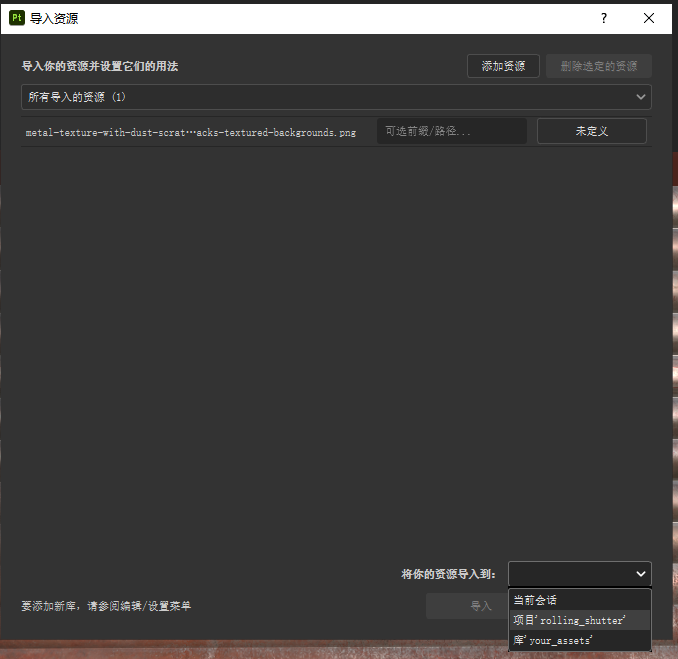 Pt 导入资源 ?
导入你的资源并设置它们的用法
添加资源
删除选定的资源
所有导入的资源 (1)
metal-texture-with-dust-scrat…acks-textured-backgrounds.png
可选前缀/路径...
未定义
将你的资源导入到:
要添加新库, 请参阅编辑/设置菜单
导入
当前会话
项目'rolling_shutter'
库'your_assets'